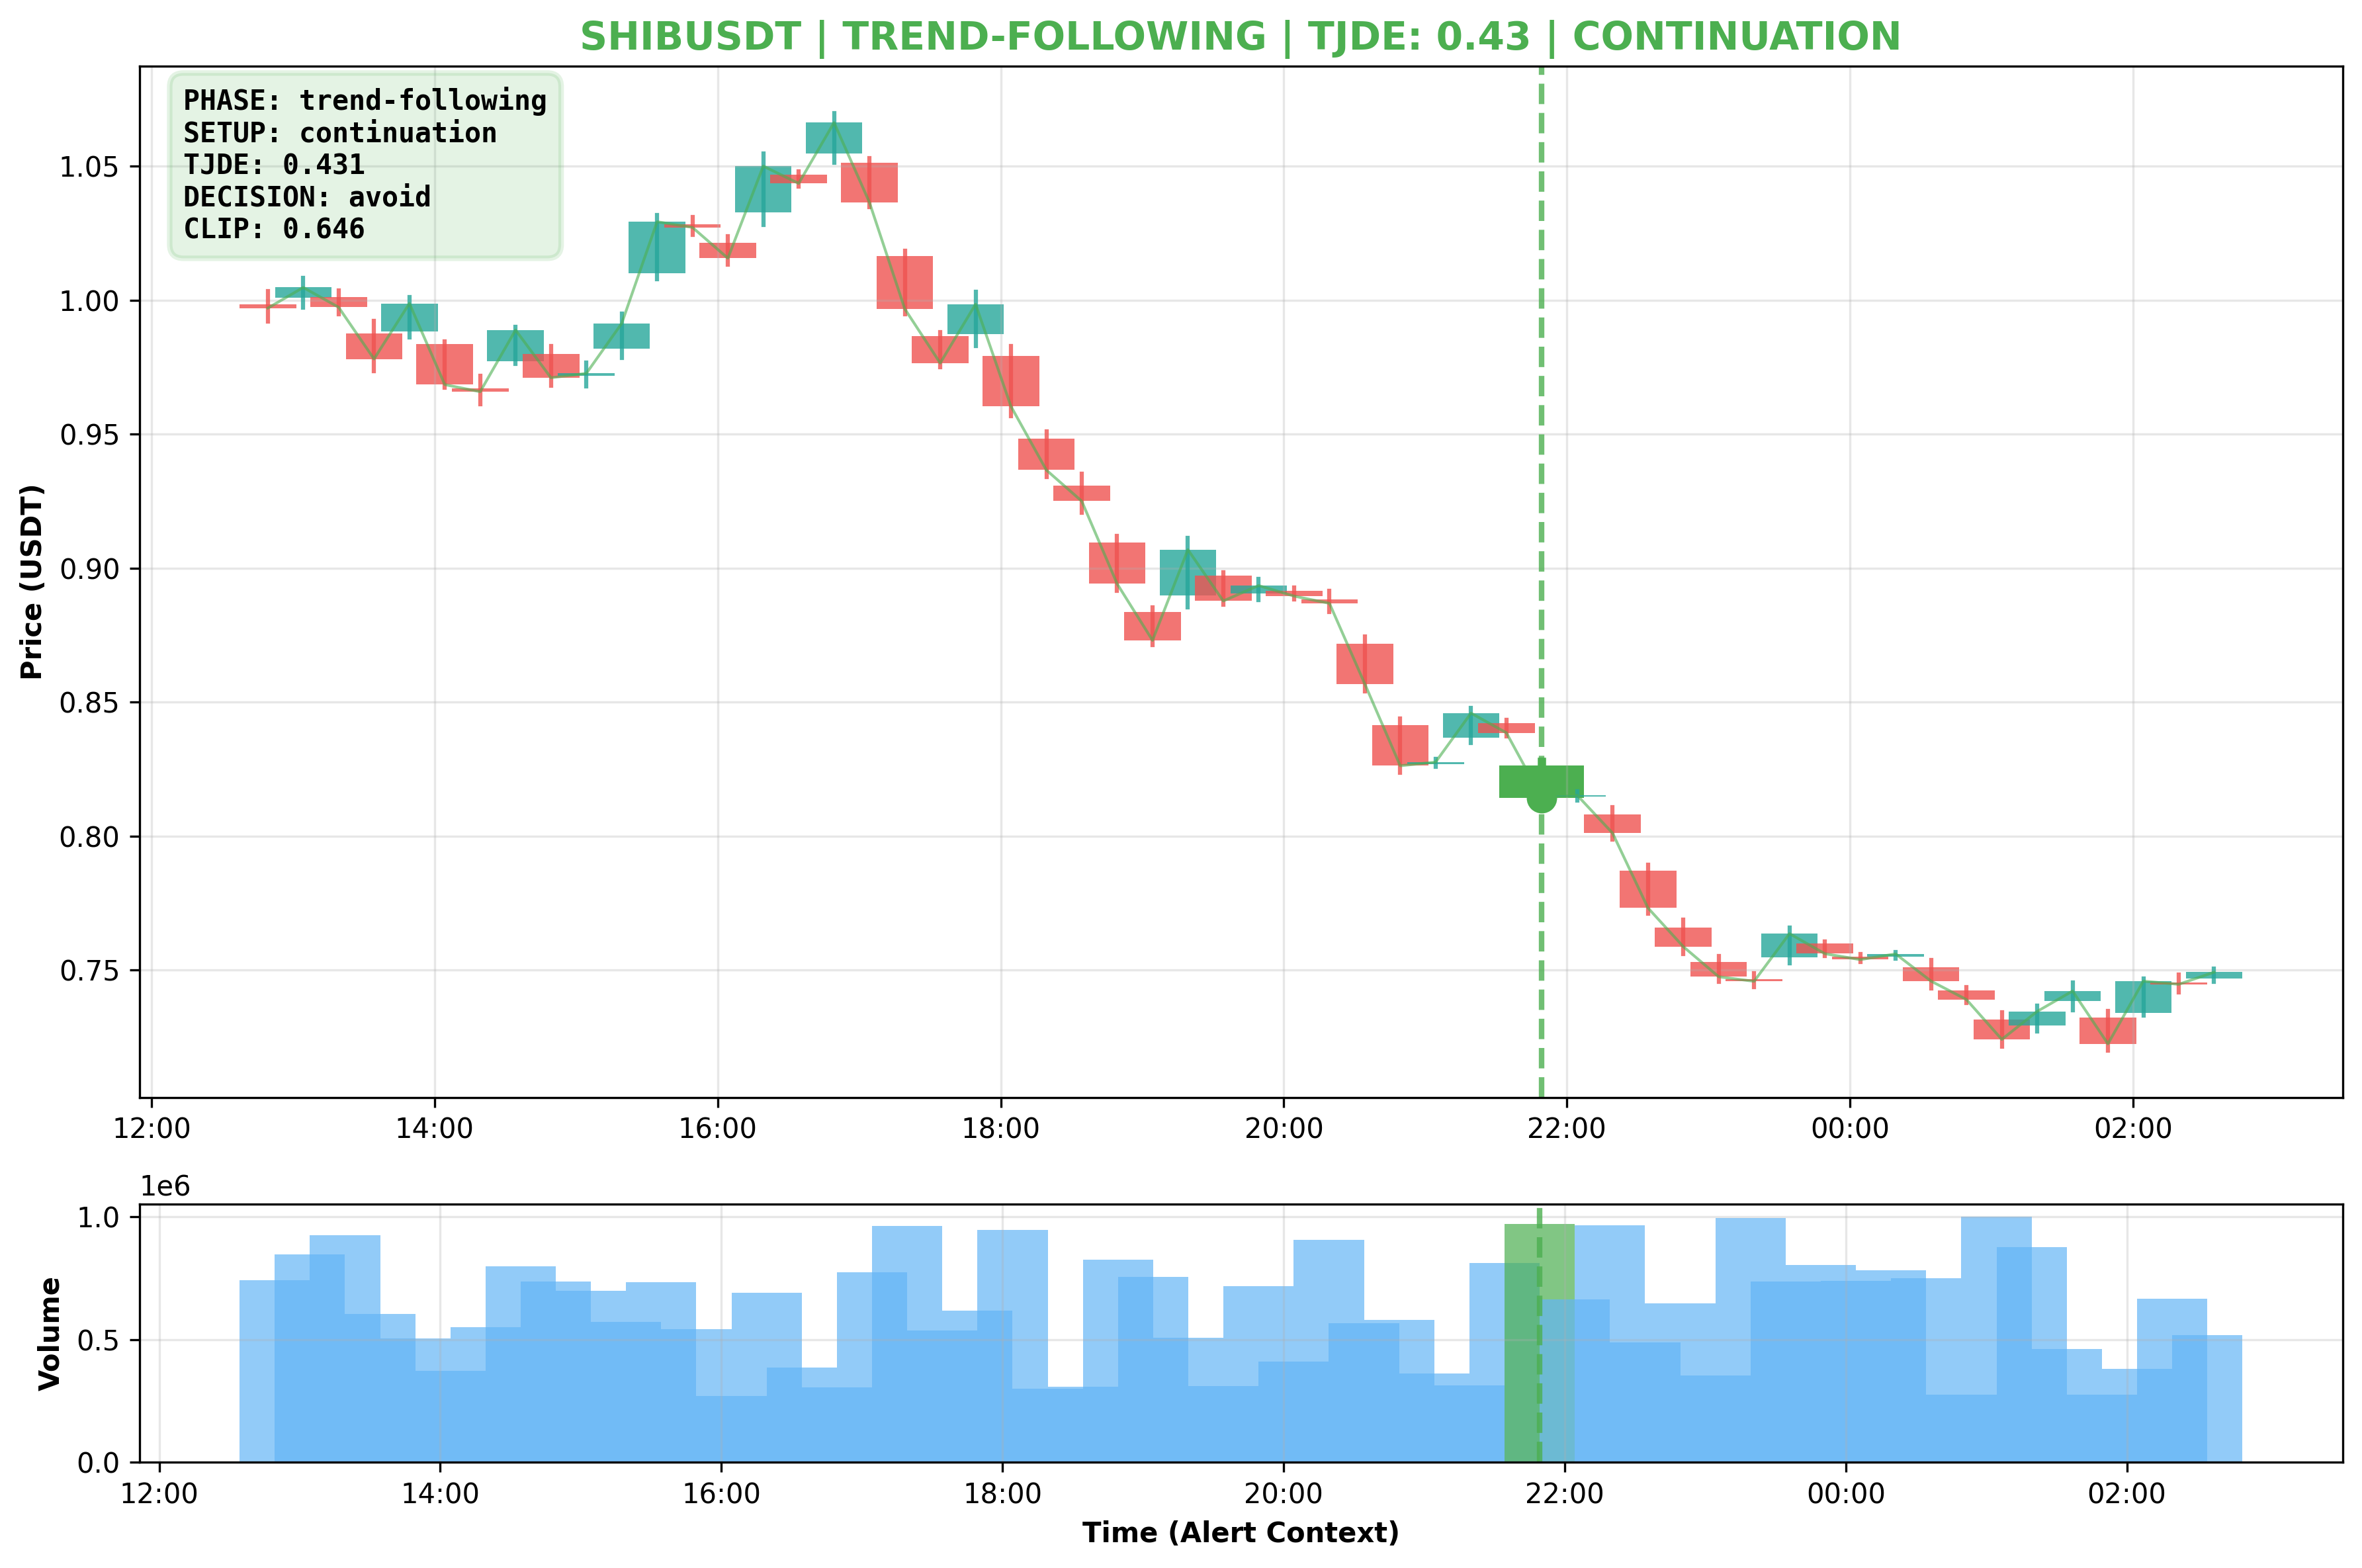 SHIBUSDT | TREND-FOLLOWING | TJDE: 0.43 | CONTINUATION
PHASE: trend-following
SETUP: continuation
TJDE: 0.431
DECISION: avoid
CLIP: 0.646
Price (USDT)
1.05
1.00
0.95
0.90
0.85
0.80
0.75
12:00 14:00 16:00 18:00 20:00 22:00 00:00 02:00
1e6
Volume
1.0
0.5
0.0
12:00 14:00 16:00 18:00 20:00 22:00 00:00 02:00
Time (Alert Context)